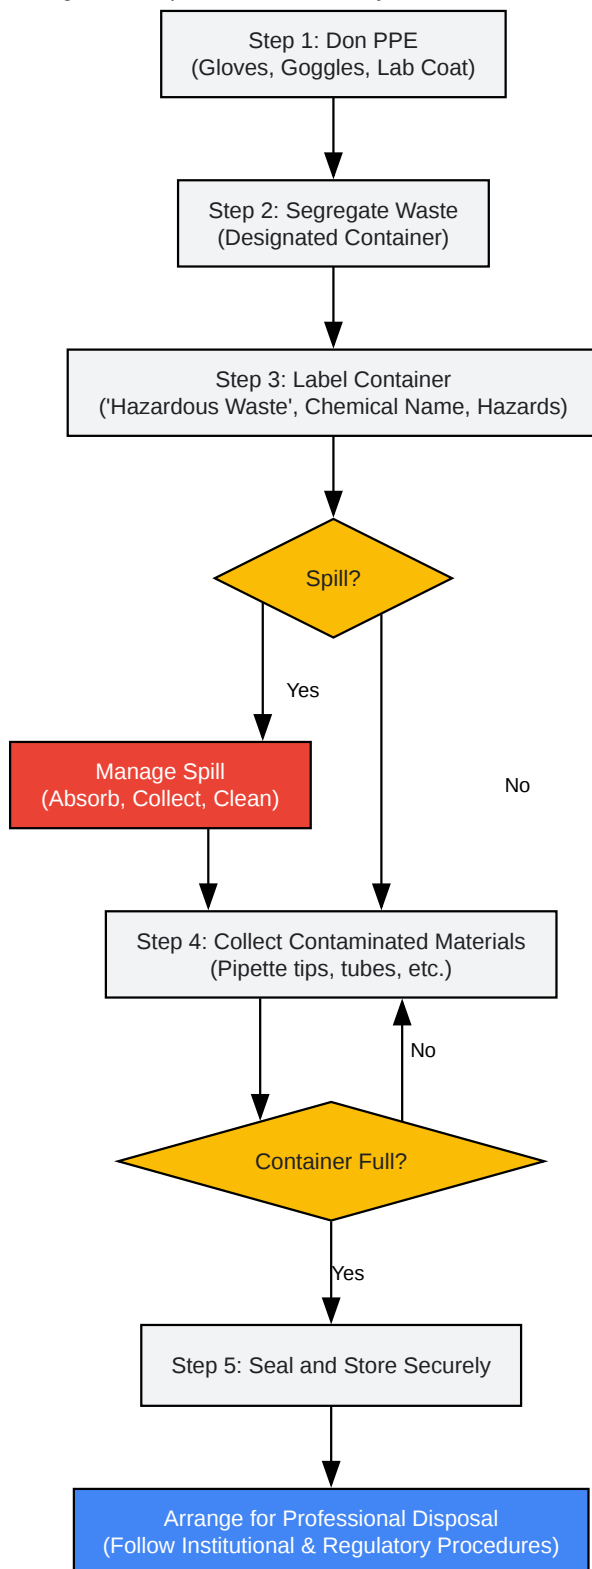 Step 1: Don PPE
(Gloves, Goggles, Lab Coat)
Step 2: Segregate Waste
(Designated Container)
Step 3: Label Container
('Hazardous Waste', Chemical Name, Hazards)
Spill?
Yes
Manage Spill
(Absorb, Collect, Clean)
No
Step 4: Collect Contaminated Materials
(Pipette tips, tubes, etc.)
No
Container Full?
Yes
Step 5: Seal and Store Securely
Arrange for Professional Disposal
(Follow Institutional & Regulatory Procedures)